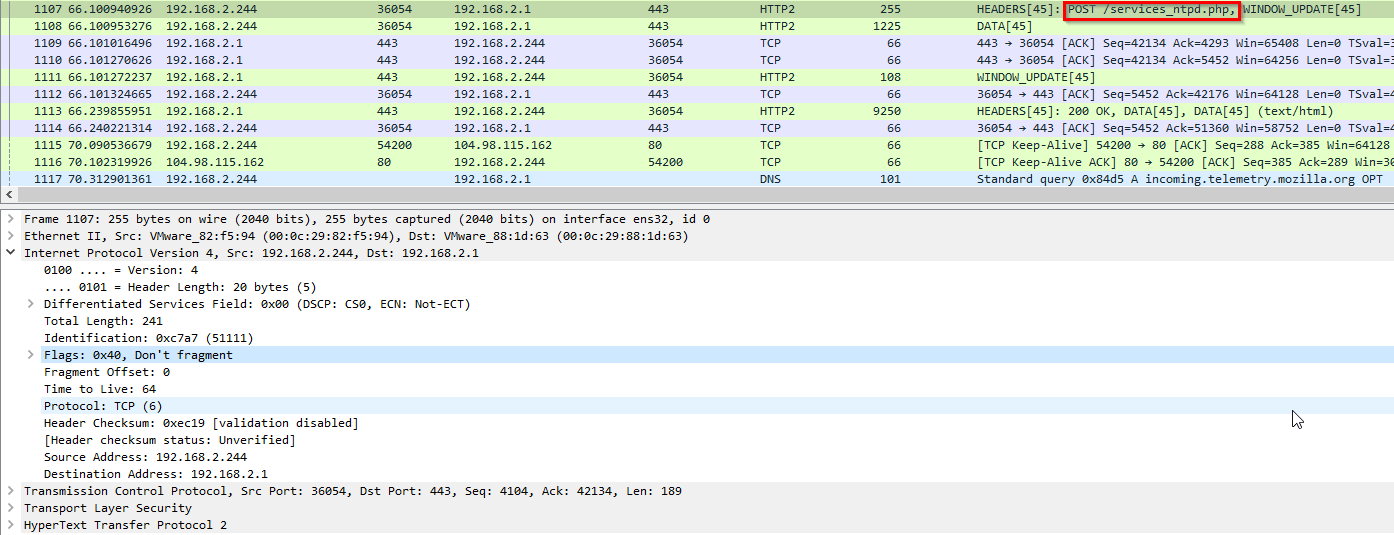 1107 66.100940926 192.168.2.244 36054 192.168.2.1 443 HTTP2 255 HEADERS[45]: POST /services_ntpd.php, WINDOW_UPDATE[45]
1108 66.100953276 192.168.2.244 36054 192.168.2.1 443 HTTP2 1225 DATA[45]
1109 66.101016496 192.168.2.1 443 192.168.2.244 36054 TCP 66 443 → 36054 [ACK] Seq=42134 Ack=4293 Win=65408 Len=0 TSval=3
1110 66.101270626 192.168.2.1 443 192.168.2.244 36054 TCP 66 443 → 36054 [ACK] Seq=42134 Ack=5452 Win=64256 Len=0 TSval=3
1111 66.101272237 192.168.2.1 443 192.168.2.244 36054 HTTP2 108 WINDOW_UPDATE[45]
1112 66.101324665 192.168.2.244 36054 192.168.2.1 443 TCP 66 36054 → 443 [ACK] Seq=5452 Ack=42176 Win=64128 Len=0 TSval=4
1113 66.239855951 192.168.2.1 443 192.168.2.244 36054 HTTP2 9250 HEADERS[45]: 200 OK, DATA[45], DATA[45] (text/html)
1114 66.240221314 192.168.2.244 36054 192.168.2.1 443 TCP 66 36054 → 443 [ACK] Seq=5452 Ack=51360 Win=58752 Len=0 TSval=4
1115 70.090536679 192.168.2.244 54200 104.98.115.162 80 TCP 66 [TCP Keep-Alive] 54200 → 80 [ACK] Seq=288 Ack=385 Win=64128
1116 70.102319926 104.98.115.162 80 192.168.2.244 54200 TCP 66 [TCP Keep-Alive ACK] 80 → 54200 [ACK] Seq=385 Ack=289 Win=30
1117 70.312901361 192.168.2.244 192.168.2.1 DNS 101 Standard query 0x84d5 A incoming.telemetry.mozilla.org OPT
Frame 1107: 255 bytes on wire (2040 bits), 255 bytes captured (2040 bits) on interface ens32, id 0
Ethernet II, Src: VMware_82:f5:94 (00:0c:29:82:f5:94), Dst: VMware_88:1d:63 (00:0c:29:88:1d:63)
Internet Protocol Version 4, Src: 192.168.2.244, Dst: 192.168.2.1
0100 .... = Version: 4
.... 0101 = Header Length: 20 bytes (5)
Differentiated Services Field: 0x00 (DSCP: CS0, ECN: Not-ECT)
Total Length: 241
Identification: 0xc7a7 (51111)
Flags: 0x40, Don't fragment
Fragment Offset: 0
Time to Live: 64
Protocol: TCP (6)
Header Checksum: 0xec19 [validation disabled]
[Header checksum status: Unverified]
Source Address: 192.168.2.244
Destination Address: 192.168.2.1
Transmission Control Protocol, Src Port: 36054, Dst Port: 443, Seq: 4104, Ack: 42134, Len: 189
Transport Layer Security
HyperText Transfer Protocol 2